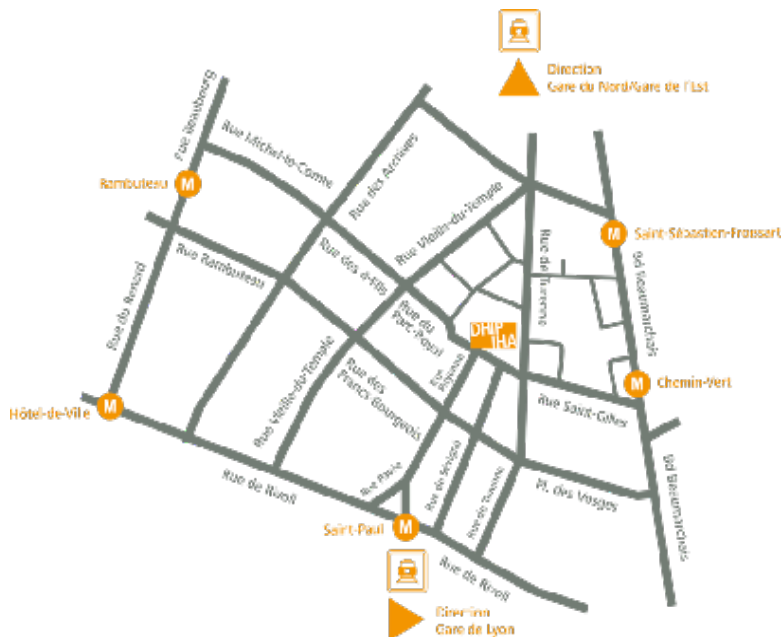 Direction
Gare du Nord/Gare de l'Est
Rue Beaubourg
Rue Michel-le-Comte
Rue des Archives
Rambuteau
M
Rue Vieille-du-Temple
M
Saint-Sébastien-Froissart
Rue Rambuteau
Rue des 4-Fils
Rue de Turenne
Bd Beaumarchais
Rue du Renard
Rue du
Parc-Royal
DHIP
IHA
Rue
Payenne
M
Chemin-Vert
Hôtel-de-Ville
M
Rue Vieille-du-Temple
Rue des
Francs Bourgeois
Rue Saint-Gilles
Rue de Rivoli
Rue Pavée
Rue de Sévigné
Rue de Turenne
Pl. des Vosges
Bd Beaumarchais
Saint-Paul
M
Rue de Rivoli
Direction
Gare de Lyon